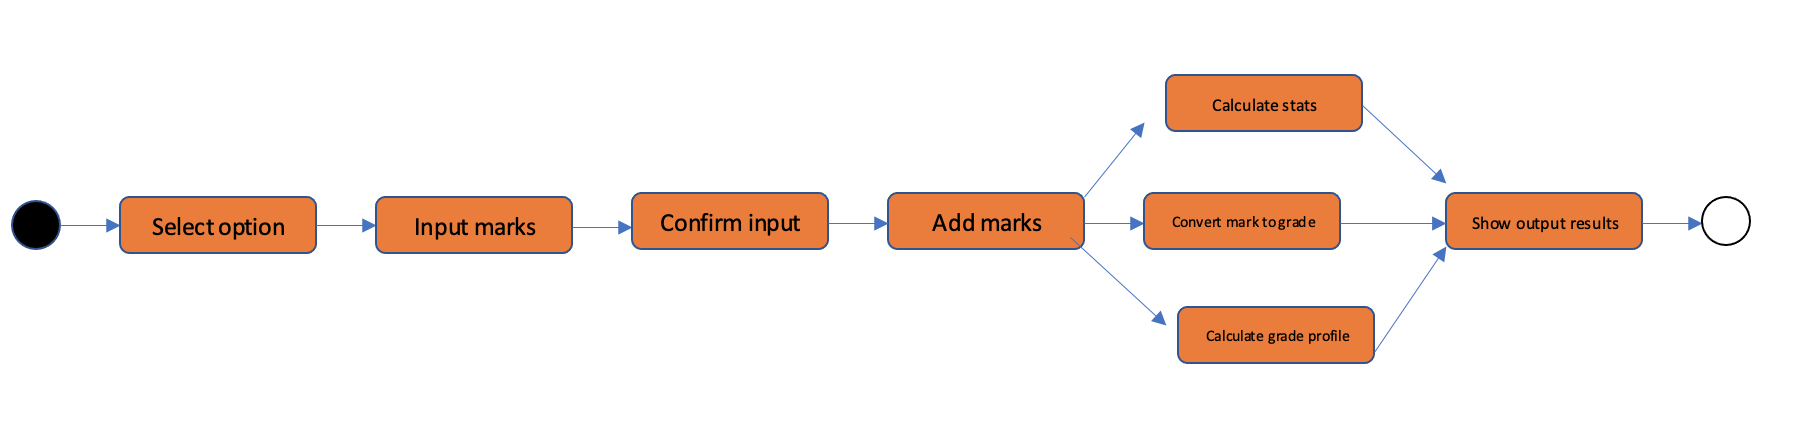 Select option
Input marks
Confirm input
Add marks
Calculate stats
Convert mark to grade
Calculate grade profile
Show output results